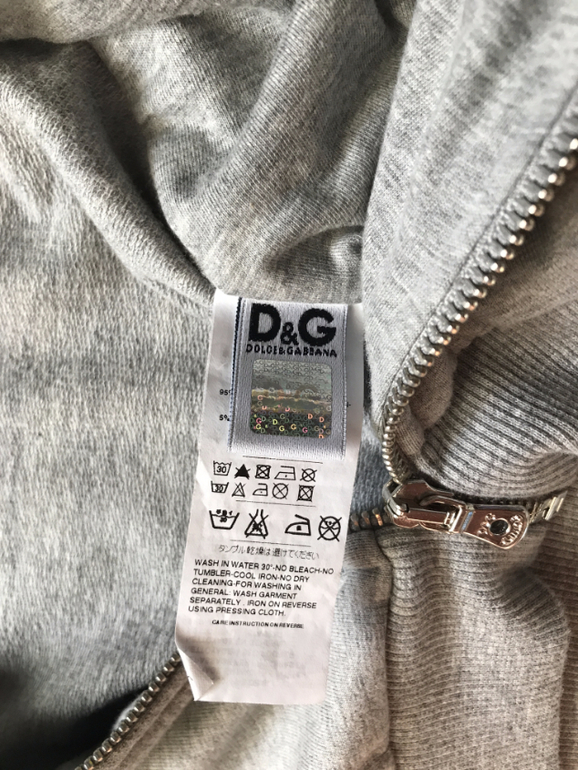 D&G
DOLCE&GABBANA
95
5%
30
30
タンブル乾燥は避けてください
WASH IN WATER 30°-NO BLEACH-NO
TUMBLER-COOL IRON-NO DRY
CLEANING-FOR WASHING IN
GENERAL WASH GARMENT
SEPARATELY. IRON ON REVERSE
USING PRESSING CLOTH.
CARE INSTRUCTION ON REVERSE